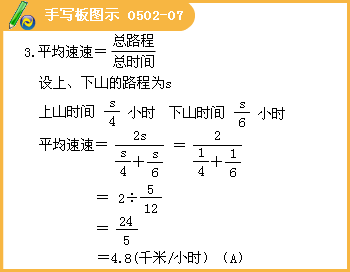 手写板图示 0502-07
3.平均速速＝总路程/总时间
设上、下山的路程为s
上山时间 s/4 小时 下山时间 s/6 小时
平均速速＝2s/(s/4＋s/6)＝2/(1/4＋1/6)
＝ 2÷5/12
＝ 24/5
＝4.8(千米/小时) （A）